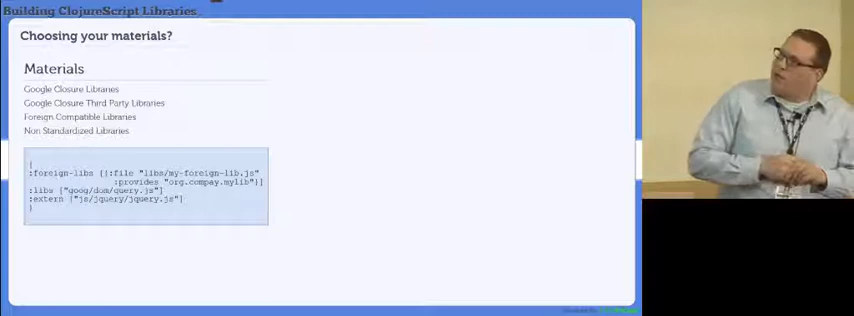 Building ClojureScript Libraries
Choosing your materials?
Materials
Google Closure Libraries
Google Closure Third Party Libraries
Foreign Compatible Libraries
Non Standardized Libraries
{
:foreign-libs [{:file "libs/my-foreign-lib.js"
:provides "org.compay.mylib"}]
:libs ["goog/dom/query.js"]
:extern ["js/jquery/jquery.js"]
}